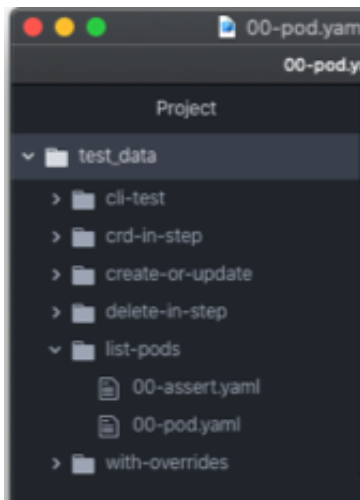 00-pod.yam
00-pod.y
Project
test_data
cli-test
crd-in-step
create-or-update
delete-in-step
list-pods
00-assert.yaml
00-pod.yaml
with-overrides